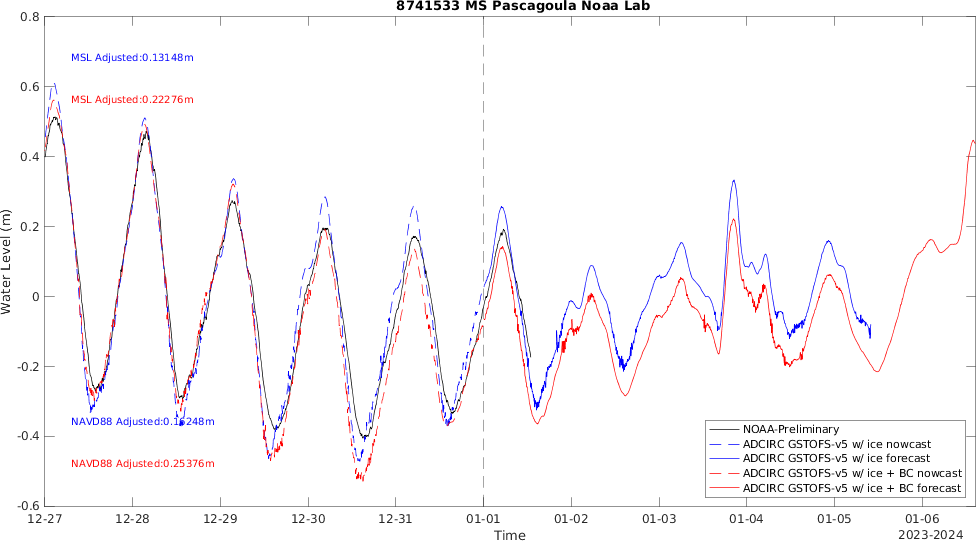 8741533 MS Pascagoula Noaa Lab
0.8
0.6
0.4
0.2
0
-0.2
-0.4
-0.6
Water Level (m)
MSL Adjusted:0.13148m
MSL Adjusted:0.22276m
NAVD88 Adjusted:0.16248m
NAVD88 Adjusted:0.25376m
NOAA-Preliminary
ADCIRC GSTOFS-v5 w/ ice nowcast
ADCIRC GSTOFS-v5 w/ ice forecast
ADCIRC GSTOFS-v5 w/ ice + BC nowcast
ADCIRC GSTOFS-v5 w/ ice + BC forecast
12-27 12-28 12-29 12-30 12-31 01-01 01-02 01-03 01-04 01-05 01-06
Time
2023-2024